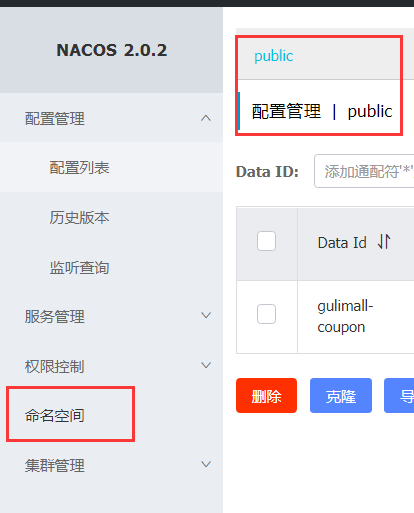 NACOS 2.0.2
配置管理
配置列表
历史版本
监听查询
服务管理
权限控制
命名空间
集群管理
public
配置管理 | public
Data ID: 添加通配符'*'
Data Id
gulimall-
coupon
删除 克隆 导